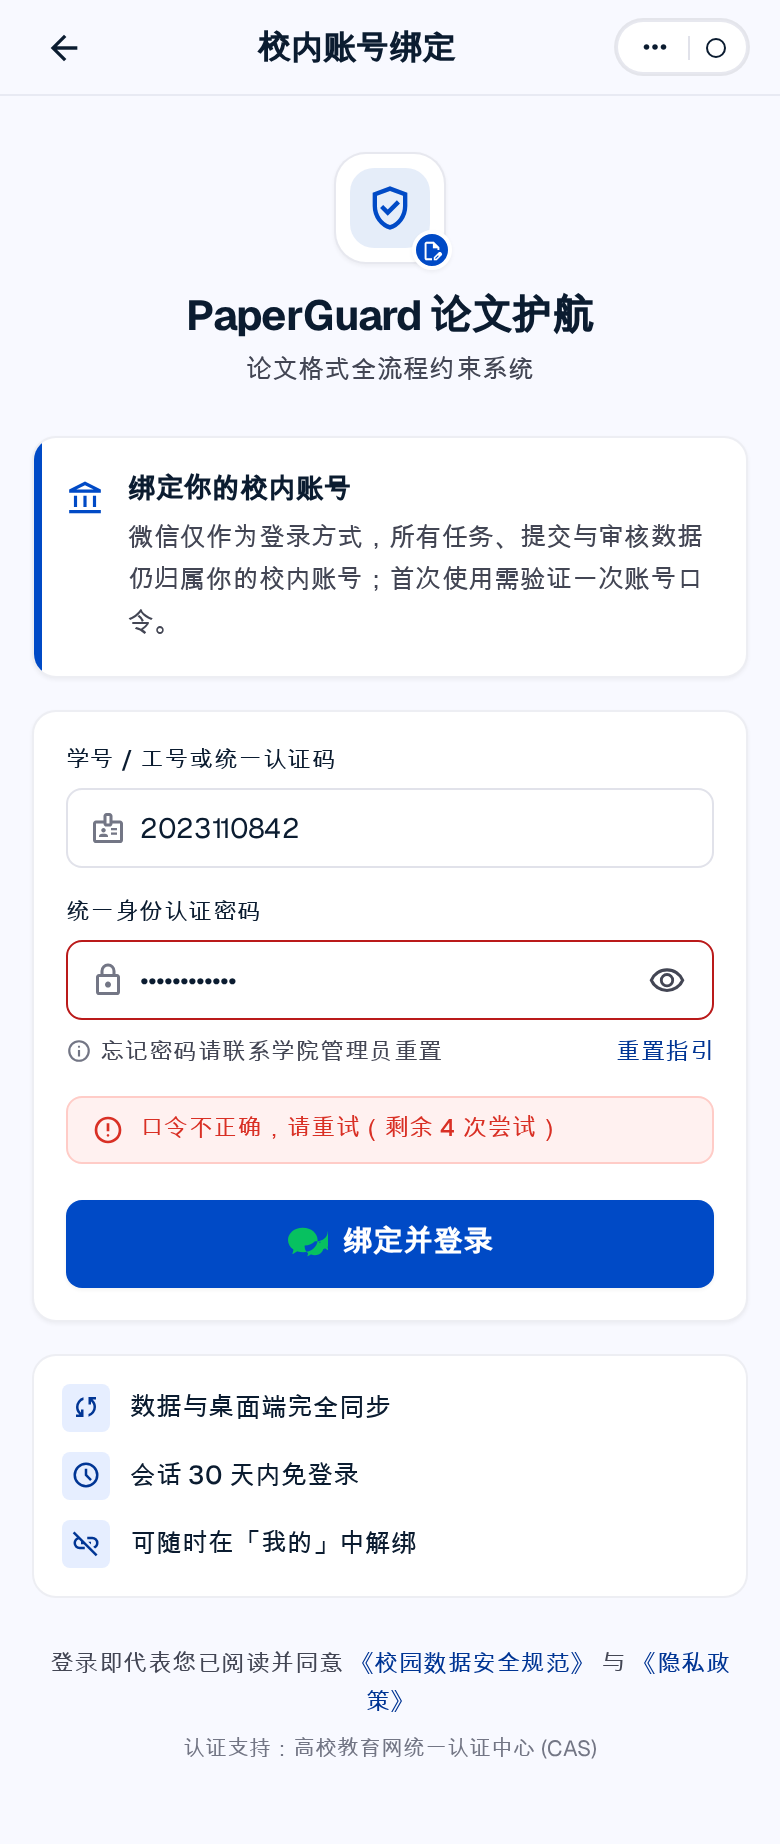 校内账号绑定
PaperGuard 论文护航
论文格式全流程约束系统
绑定你的校内账号
微信仅作为登录方式，所有任务、提交与审核数据
仍归属你的校内账号；首次使用需验证一次账号口
令。
学号 / 工号或统一认证码
2023110842
统一身份认证密码
••••••••••••
忘记密码请联系学院管理员重置 重置指引
口令不正确，请重试（剩余 4 次尝试）
绑定并登录
数据与桌面端完全同步
会话 30 天内免登录
可随时在「我的」中解绑
登录即代表您已阅读并同意《校园数据安全规范》与《隐私政
策》
认证支持：高校教育网统一认证中心 (CAS)